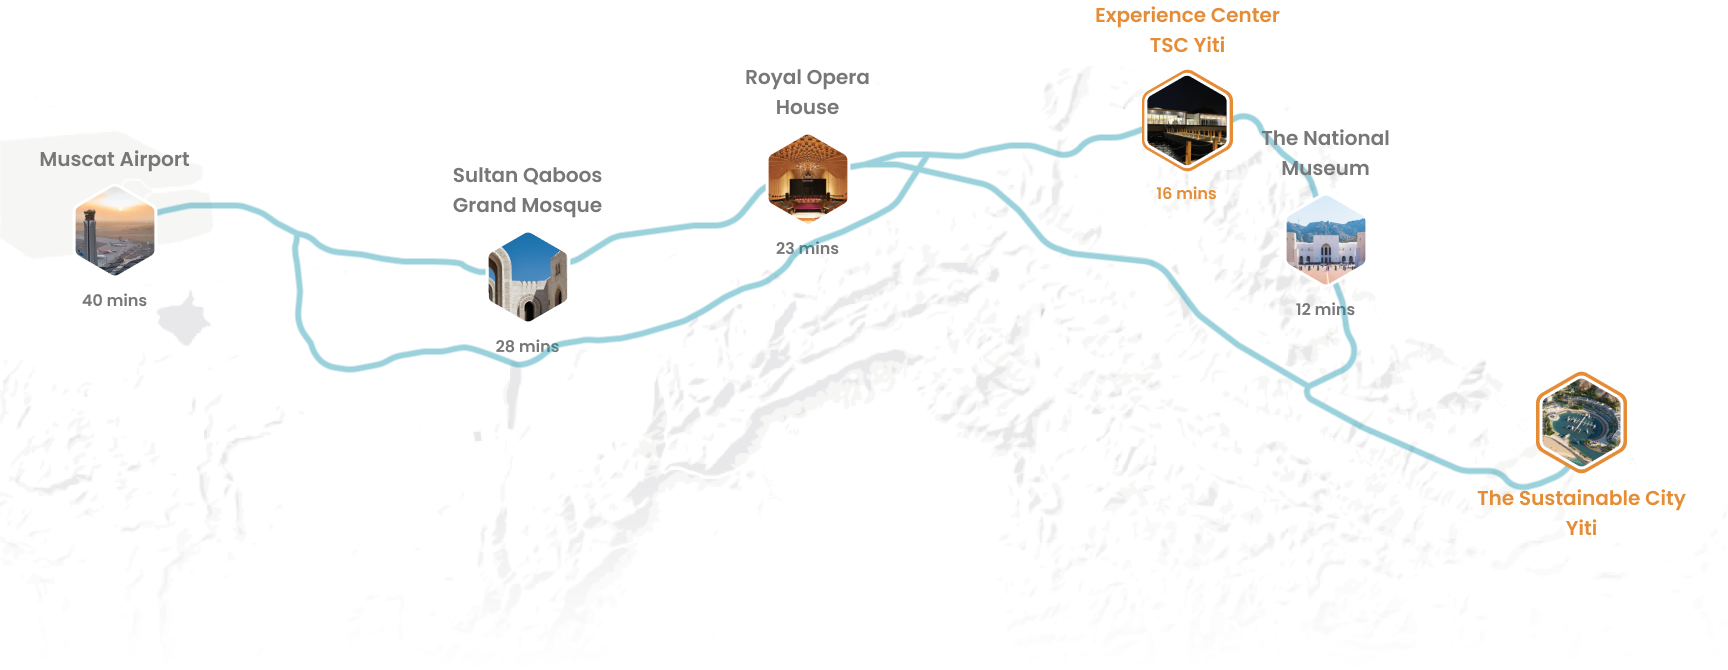 Muscat Airport
40 mins
Sultan Qaboos
Grand Mosque
28 mins
Royal Opera
House
23 mins
Experience Center
TSC Yiti
16 mins
The National
Museum
12 mins
The Sustainable City
Yiti